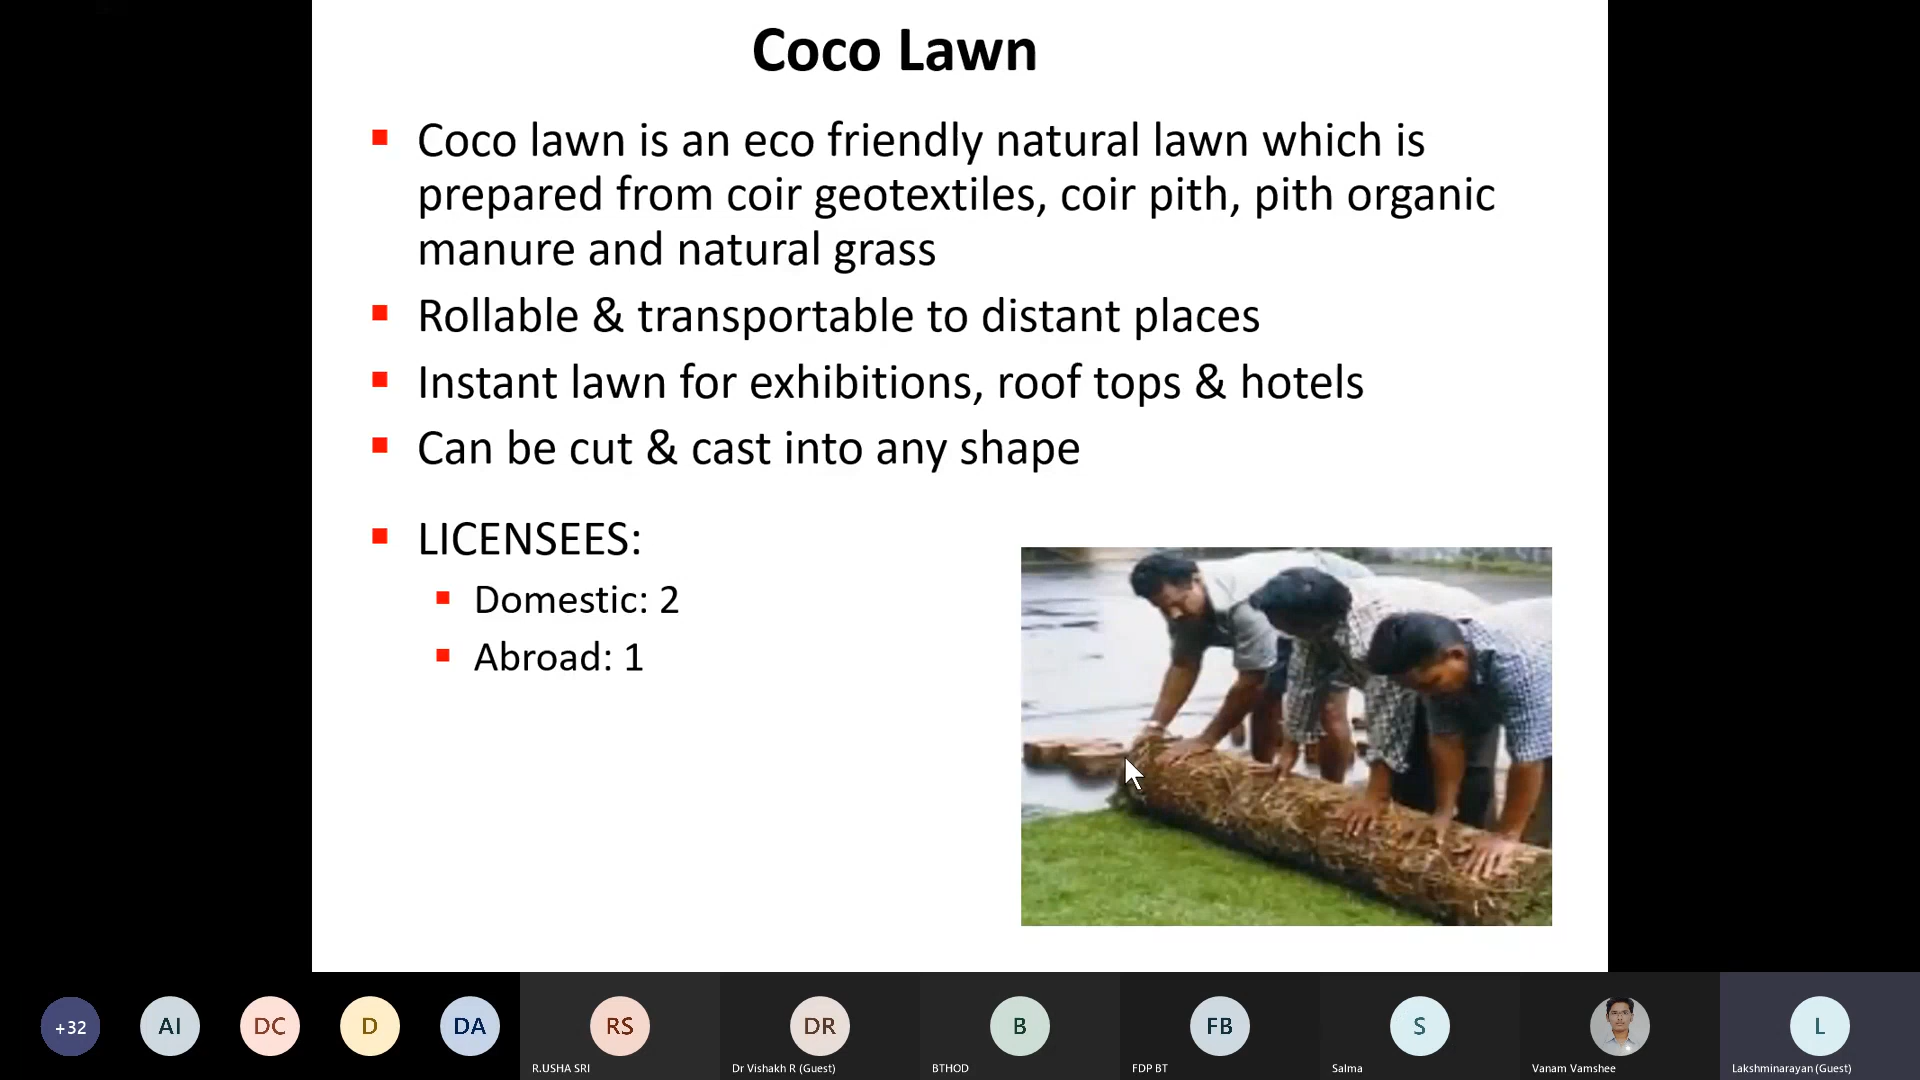 Coco Lawn
Coco lawn is an eco friendly natural lawn which is
prepared from coir geotextiles, coir pith, pith organic
manure and natural grass
Rollable & transportable to distant places
Instant lawn for exhibitions, roof tops & hotels
Can be cut & cast into any shape
LICENSEES:
Domestic: 2
Abroad: 1
+32
AI
DC
D
DA
RS
DR
B
FB
S
L
R.USHA SRI
Dr Vishakh R (Guest)
BTHOD
FDP BT
Salma
Vanam Vamshee
Lakshminarayan (Guest)